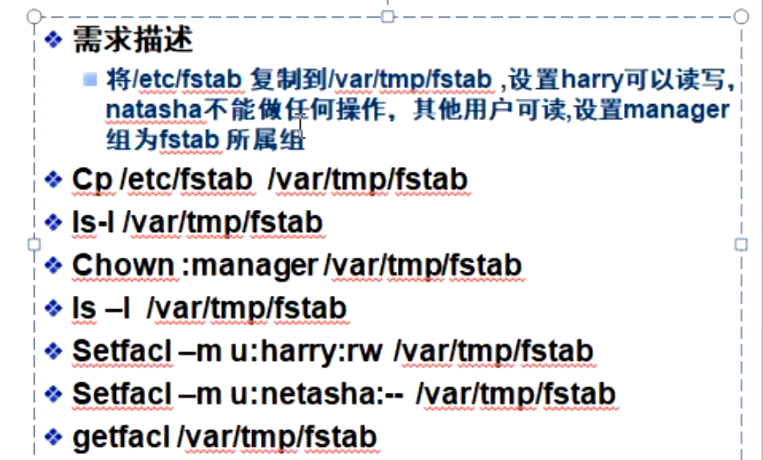 需求描述
将/etc/fstab 复制到/var/tmp/fstab ,设置harry可以读写,
natasha不能做任何操作，其他用户可读,设置manager
组为fstab 所属组
Cp /etc/fstab /var/tmp/fstab
ls-l /var/tmp/fstab
Chown :manager /var/tmp/fstab
ls –l /var/tmp/fstab
Setfacl –m u:harry:rw /var/tmp/fstab
Setfacl –m u:netasha:-- /var/tmp/fstab
getfacl /var/tmp/fstab